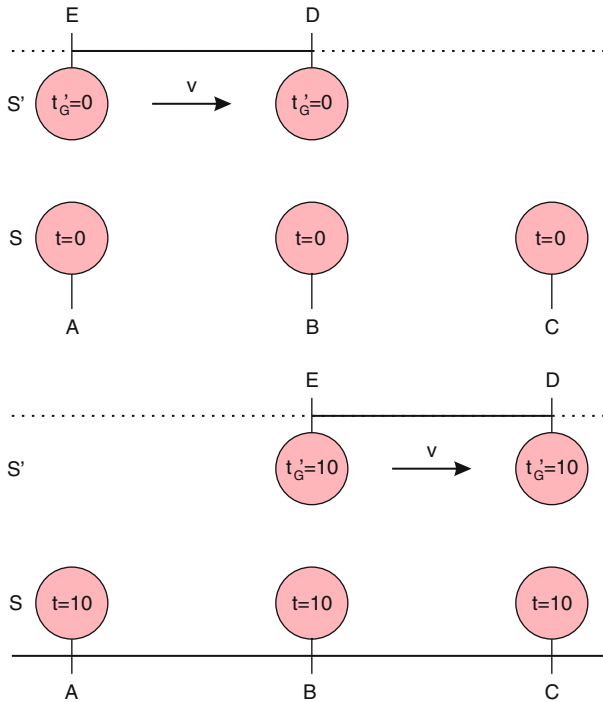 E D
S' t'G=0 v t'G=0
S t=0 t=0 t=0
A B C
E D
S' t'G=10 v t'G=10
S t=10 t=10 t=10
A B C